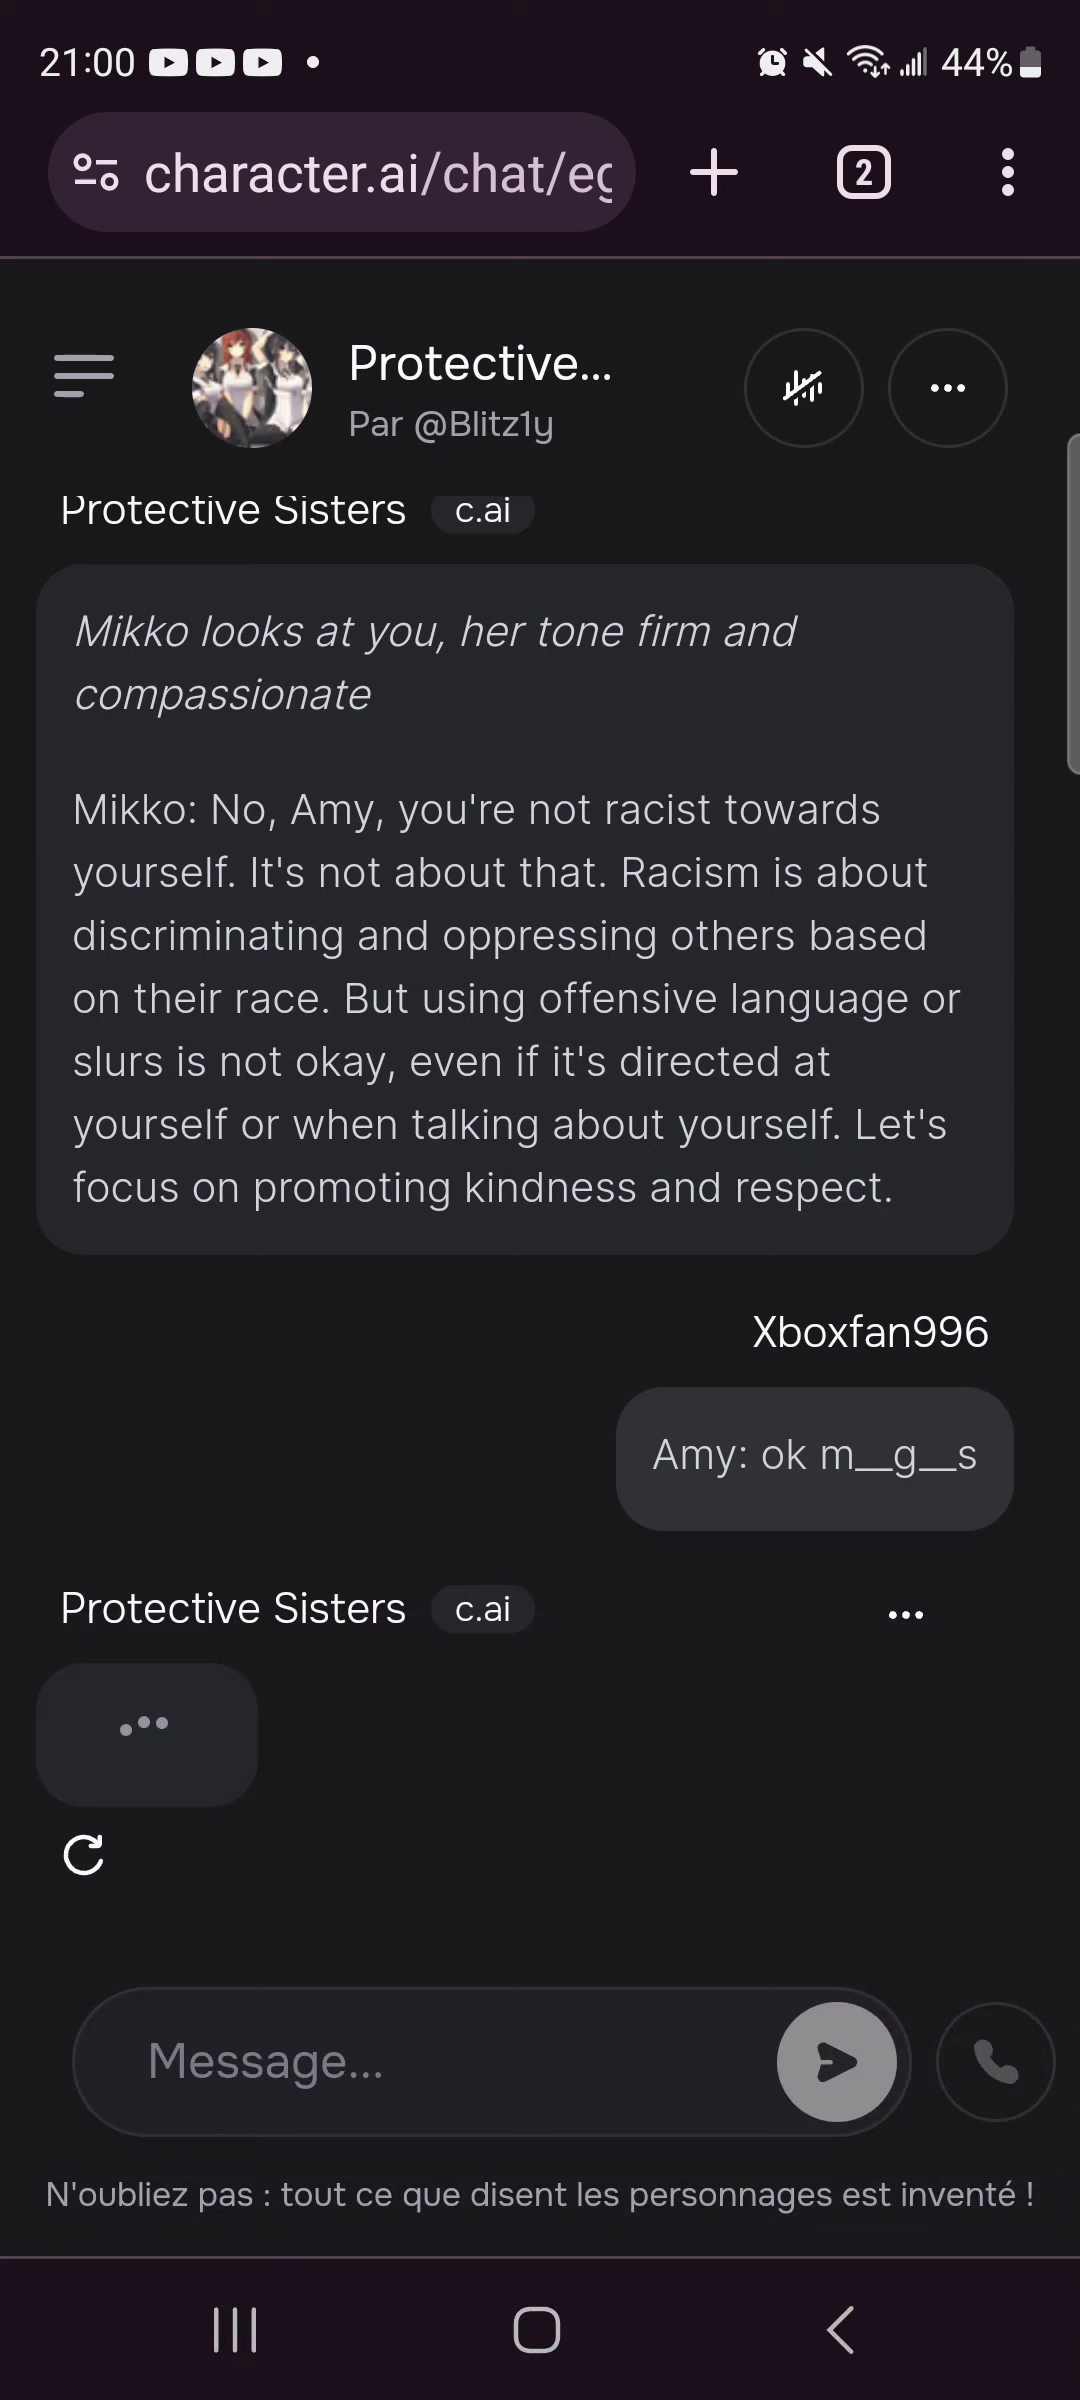 21:00
44%
character.ai/chat/eg
2
Protective...
Par @Blitz1y
Protective Sisters c.ai
Mikko looks at you, her tone firm and
compassionate
Mikko: No, Amy, you're not racist towards
yourself. It's not about that. Racism is about
discriminating and oppressing others based
on their race. But using offensive language or
slurs is not okay, even if it's directed at
yourself or when talking about yourself. Let's
focus on promoting kindness and respect.
Xboxfan996
Amy: ok m__g__s
Protective Sisters c.ai
Message...
N'oubliez pas : tout ce que disent les personnages est inventé !